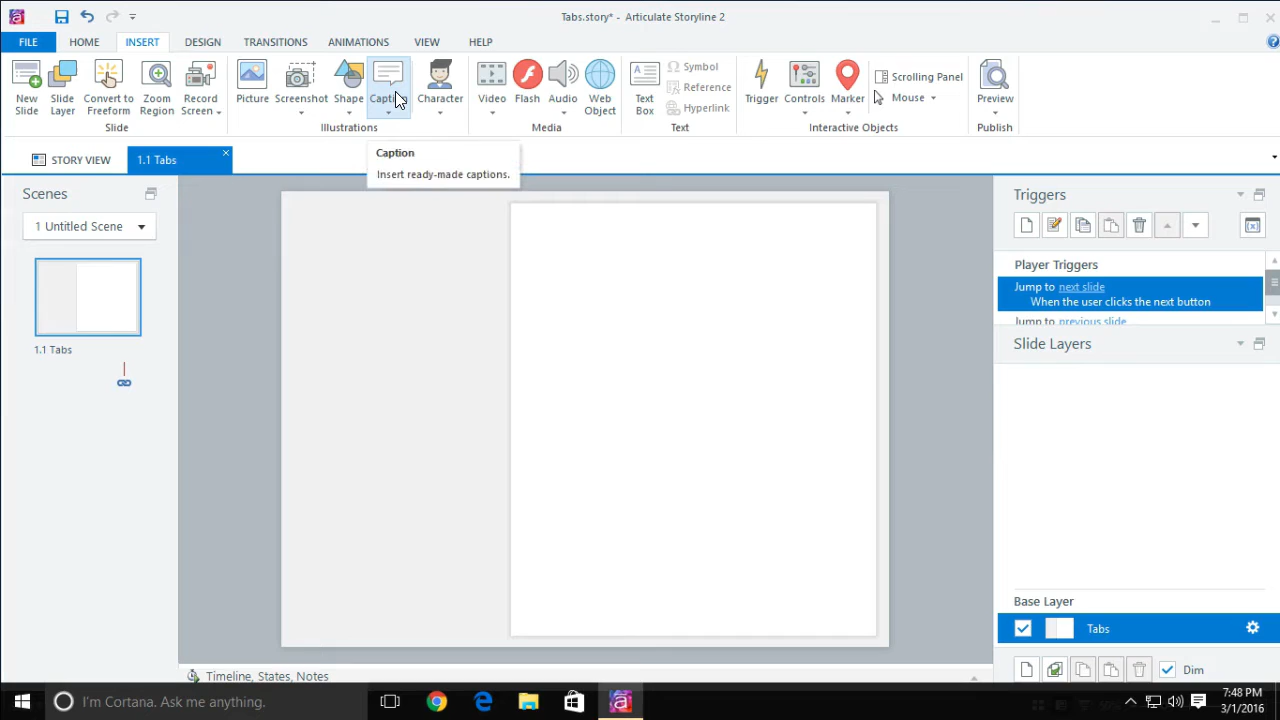 Tabs.story* - Articulate Storyline 2
FILE
HOME
INSERT
DESIGN
TRANSITIONS
ANIMATIONS
VIEW
HELP
New Slide
Slide Layer
Convert to Freeform
Zoom Region
Record Screen
Slide
Picture
Screenshot
Shape
Character
Illustrations
Video
Flash
Audio
Web Object
Media
Text Box
Symbol
Reference
Hyperlink
Text
Trigger
Controls
Marker
Scrolling Panel
Mouse
Interactive Objects
Preview
Publish
STORY VIEW
1.1 Tabs
Caption
Insert ready-made captions.
Scenes
1 Untitled Scene
1.1 Tabs
Triggers
Player Triggers
Jump to next slide
When the user clicks the next button
Jump to previous slide
Slide Layers
Base Layer
Tabs
Dim
Timeline, States, Notes
I'm Cortana. Ask me anything.
7:48 PM
3/1/2016